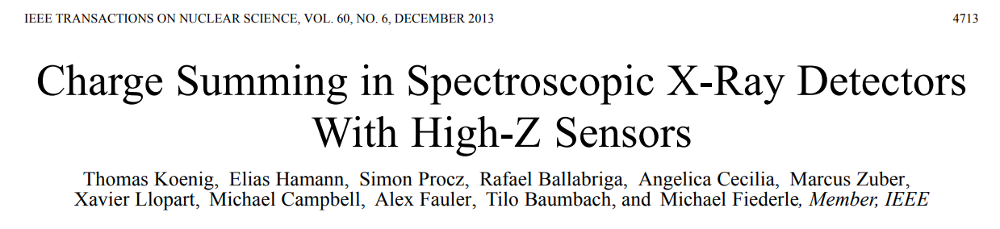 IEEE TRANSACTIONS ON NUCLEAR SCIENCE, VOL. 60, NO. 6, DECEMBER 2013 4713
Charge Summing in Spectroscopic X-Ray Detectors
With High-Z Sensors
Thomas Koenig, Elias Hamann, Simon Procz, Rafael Ballabriga, Angelica Cecilia, Marcus Zuber,
Xavier Llopart, Michael Campbell, Alex Fauler, Tilo Baumbach, and Michael Fiederle, Member, IEEE